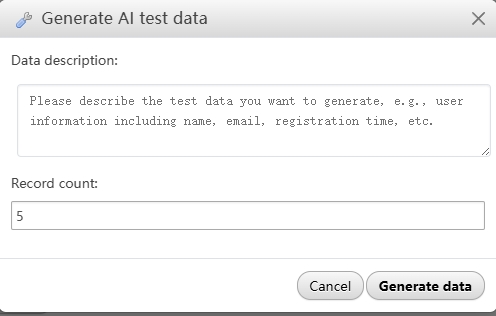 Generate AI test data
Data description:
Please describe the test data you want to generate, e.g., user
information including name, email, registration time, etc.
Record count:
5
Cancel
Generate data